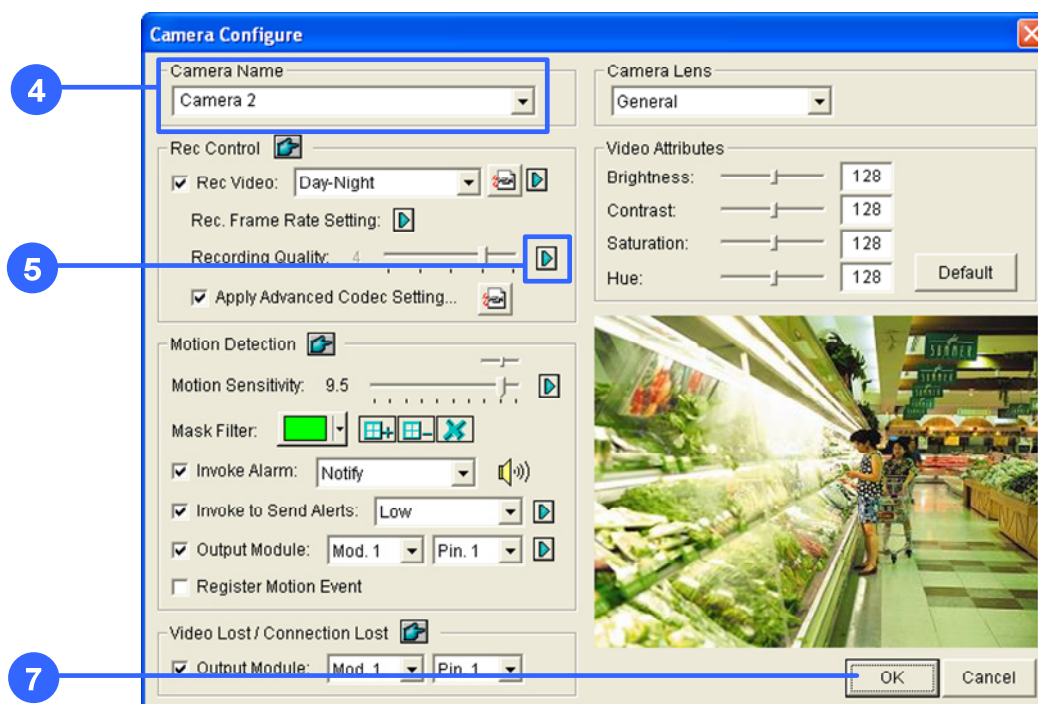 Camera Configure
4
Camera Name
Camera 2
Camera Lens
General
Rec Control
Rec Video: Day-Night
Rec. Frame Rate Setting:
5
Recording Quality: 4
Apply Advanced Codec Setting...
Video Attributes
Brightness: 128
Contrast: 128
Saturation: 128
Hue: 128
Default
Motion Detection
Motion Sensitivity: 9.5
Mask Filter:
Invoke Alarm: Notify
Invoke to Send Alerts: Low
Output Module: Mod. 1 Pin. 1
Register Motion Event
SUMMER
SUMMER
Video Lost / Connection Lost
7
Output Module: Mod. 1 Pin. 1
OK
Cancel